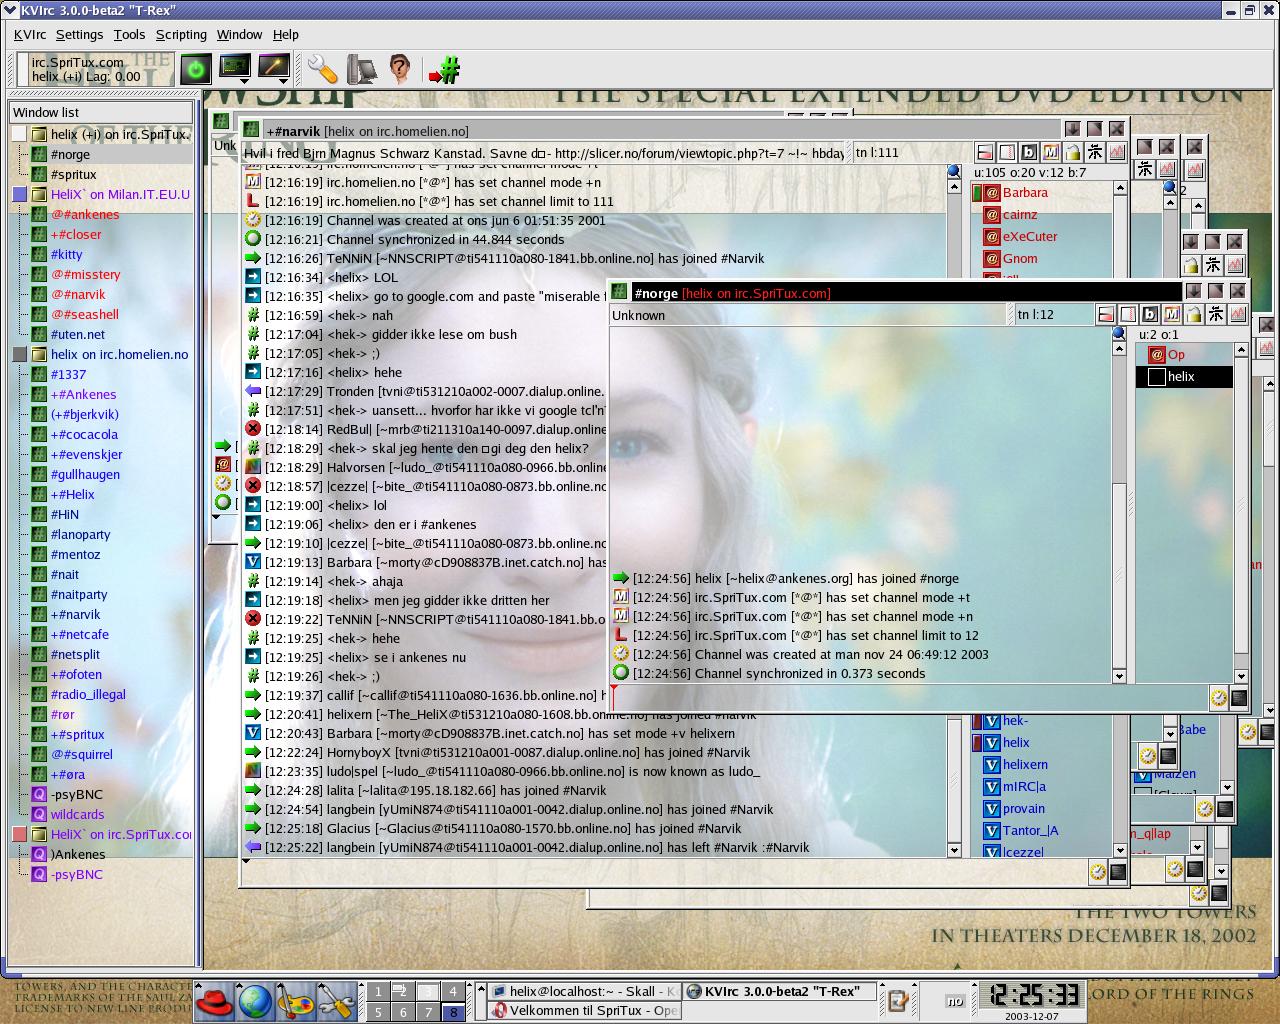 KVIrc 3.0.0-beta2 "T-Rex"
KVIrc Settings Tools Scripting Window Help
irc.SpriTux.com
helix (+i) Lag: 0.00
THE SPECIAL EXTENDED DVD EDITION
Window list
helix (+i) on irc.SpriTux.
#norge
#spritux
HeliX` on Milan.IT.EU.U
@#ankenes
+#closer
#kitty
@#misstery
@#narvik
@#seashell
#uten.net
helix on irc.homelien.no
#1337
+#Ankenes
(+#bjerkvik)
+#cocacola
+#evenskjer
#gullhaugen
+#Helix
#HiN
#lanoparty
#mentoz
#nait
#naitparty
+#narvik
+#netcafe
#netsplit
+#ofoten
#radio_illegal
#rør
+#spritux
@#squirrel
+#øra
-psyBNC
wildcards
HeliX` on irc.SpriTux.co
)Ankenes
-psyBNC
Unk
+#narvik [helix on irc.homelien.no]
Hvil i fred Bjrn Magnus Schwarz Kanstad. Savne d□- http://slicer.no/forum/viewtopic.php?t=7 ~!~ hbday
tn l:111
u:105 o:20 v:12 b:7
[12:16:19] irc.homelien.no [*@*] has set channel mode +n
[12:16:19] irc.homelien.no [*@*] has set channel limit to 111
[12:16:19] Channel was created at ons jun 6 01:51:35 2001
[12:16:21] Channel synchronized in 44.844 seconds
[12:16:26] TeNNiN [~NNSCRIPT@ti541110a080-1841.bb.online.no] has joined #Narvik
[12:16:34] <helix> LOL
[12:16:35] <helix> go to google.com and paste "miserable
[12:16:59] <hek-> nah
[12:17:04] <hek-> gidder ikke lese om bush
[12:17:05] <hek-> ;)
[12:17:16] <helix> hehe
[12:17:29] Tronden [tvni@ti531210a002-0007.dialup.online.
[12:17:51] <hek-> uansett... hvorfor har ikke vi google tcl'n
[12:18:14] RedBul| [~mrb@ti211310a140-0097.dialup.online
[12:18:29] <hek-> skal jeg hente den □gi deg den helix?
[12:18:29] Halvorsen [~ludo_@ti541110a080-0966.bb.online
[12:18:57] |cezze| [~bite_@ti541110a080-0873.bb.online.no
[12:19:00] <helix> lol
[12:19:06] <helix> den er i #ankenes
[12:19:10] |cezze| [~bite_@ti541110a080-0873.bb.online.no
[12:19:13] Barbara [~morty@cD908837B.inet.catch.no] has
[12:19:14] <hek-> ahaja
[12:19:18] <helix> men jeg gidder ikke dritten her
[12:19:22] TeNNiN [~NNSCRIPT@ti541110a080-1841.bb.o
[12:19:25] <hek-> hehe
[12:19:25] <helix> se i ankenes nu
[12:19:26] <hek-> ;)
[12:19:37] callif [~callif@ti541110a080-1636.bb.online.no] h
[12:20:41] helixern [~The_HeliX@ti531210a080-1608.bb.online.no] has joined #narvik
[12:20:43] Barbara [~morty@cD908837B.inet.catch.no] has set mode +v helixern
[12:22:24] HornyboyX [tvni@ti531210a001-0087.dialup.online.no] has joined #Narvik
[12:23:35] ludo|spel [~ludo_@ti541110a080-0966.bb.online.no] is now known as ludo_
[12:24:28] lalita [~lalita@195.18.182.66] has joined #Narvik
[12:24:54] langbein [yUmiN874@ti531210a001-0042.dialup.online.no] has joined #Narvik
[12:25:18] Glacius [~Glacius@ti541110a080-1570.bb.online.no] has joined #Narvik
[12:25:22] langbein [yUmiN874@ti531210a001-0042.dialup.online.no] has left #Narvik :#Narvik
Barbara
cairnz
eXeCuter
Gnom
#norge [helix on irc.SpriTux.com]
Unknown
tn l:12
u:2 o:1
Op
helix
[12:24:56] helix [~helix@ankenes.org] has joined #norge
[12:24:56] irc.SpriTux.com [*@*] has set channel mode +t
[12:24:56] irc.SpriTux.com [*@*] has set channel mode +n
[12:24:56] irc.SpriTux.com [*@*] has set channel limit to 12
[12:24:56] Channel was created at man nov 24 06:49:12 2003
[12:24:56] Channel synchronized in 0.373 seconds
hek-
helix
helixern
mIRC|a
provain
Tantor_|A
|cezze|
Babe
Maizen
m_q|lap
THE TWO TOWERS
IN THEATERS DECEMBER 18, 2002
TOWERS, AND THE CHARACTE
TRADEMARKS OF THE SAUL ZA
LICENSE TO NEW LINE PRODU
1 2 3 4
5 6 7 8
helix@localhost:~ - Skall - K
Velkommen til SpriTux - Ope
KVIrc 3.0.0-beta2 "T-Rex"
no
12:25:33
2003-12-07
LORD OF THE RINGS